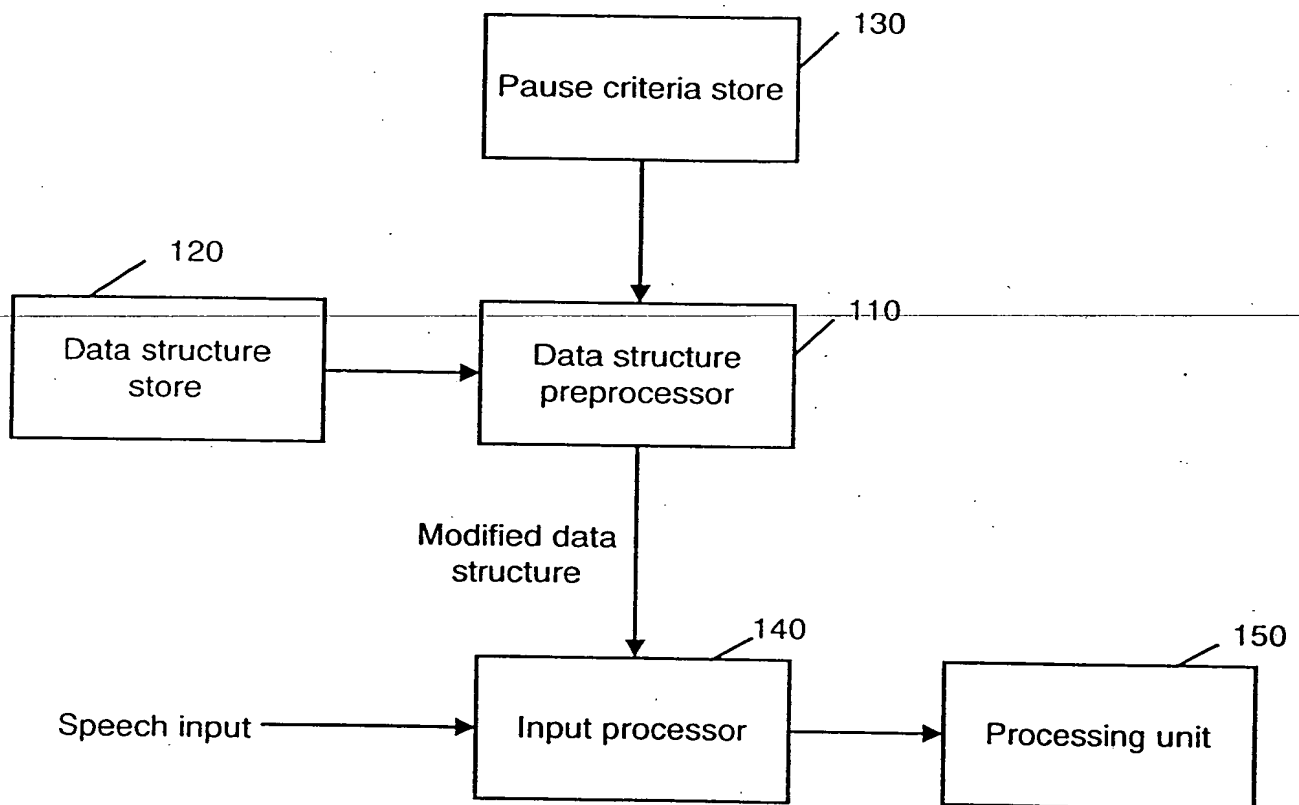 130
Pause criteria store
120
110
Data structure
store
Data structure
preprocessor
Modified data
structure
140
150
Speech input
Input processor
Processing unit